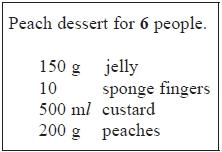 Peach dessert for 6 people.
150 g jelly
10 sponge fingers
500 ml custard
200 g peaches